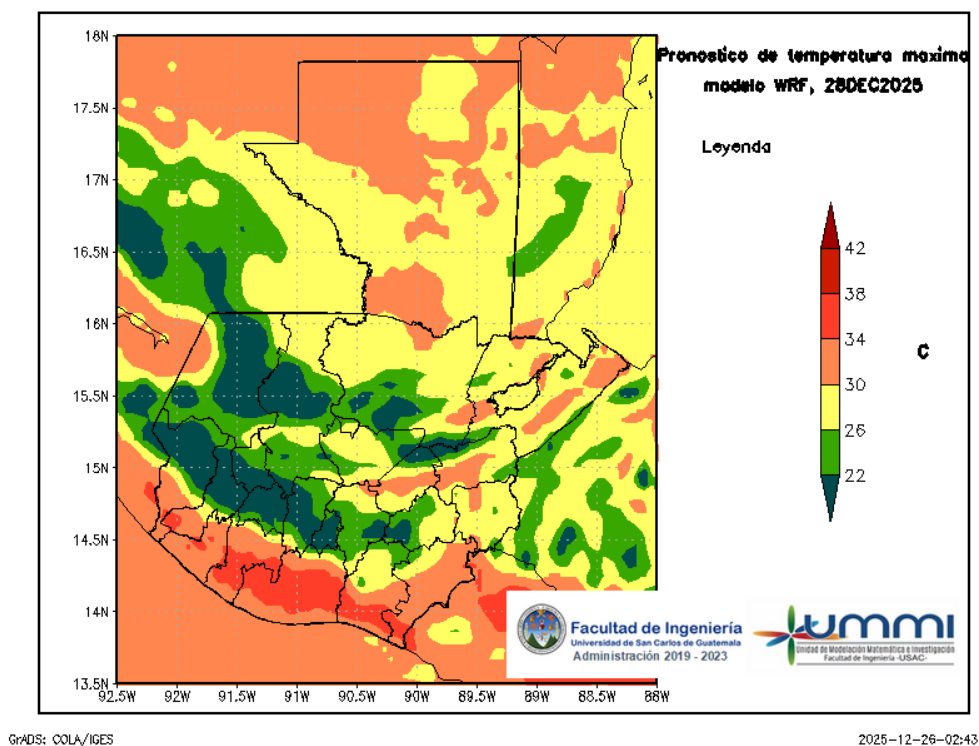 Pronostico de temperatura maxima
modelo WRF, 28DEC2025
Leyenda
42
38
34
30
26
22
C
18N
17.5N
17N
16.5N
16N
15.5N
15N
14.5N
14N
13.5N
92.5W 92W 91.5W 91W 90.5W 90W 89.5W 89W 88.5W 88W
Facultad de Ingeniería
Universidad de San Carlos de Guatemala
Administración 2019 - 2023
ummi
Unidad de Modelación Matemática e Investigación
Facultad de Ingeniería -USAC-
GrADS: COLA/IGES
2025-12-26-02:43